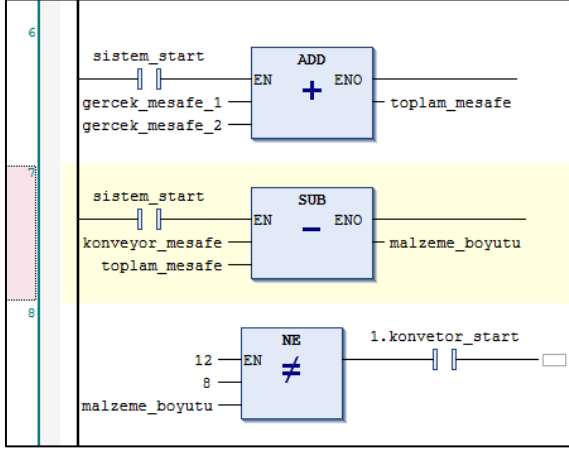 6
sistem_start
ADD
EN ENO
+
gercek_mesafe_1 toplam_mesafe
gercek_mesafe_2
7
sistem_start
SUB
EN ENO
−
konveyor_mesafe malzeme_boyutu
toplam_mesafe
8
NE
1.konvetor_start
12 EN
≠
8
malzeme_boyutu